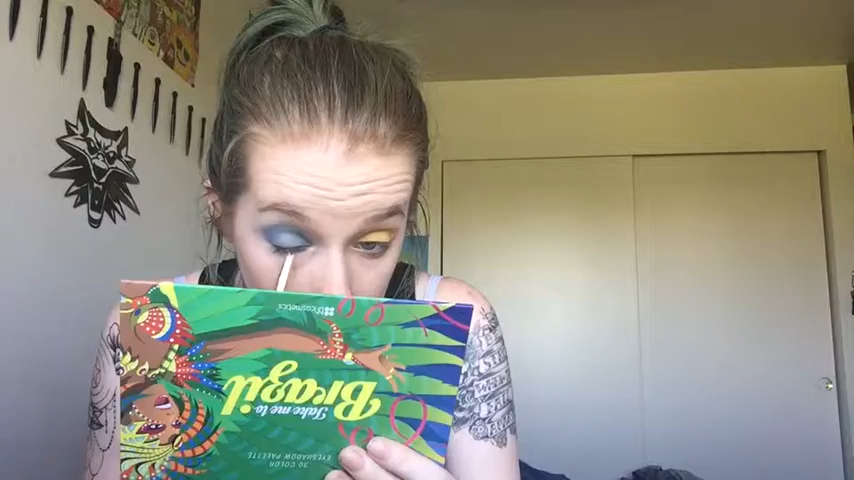 bhcosmetics
Take me to
Brazil
30 COLOR
EYESHADOW PALETTE